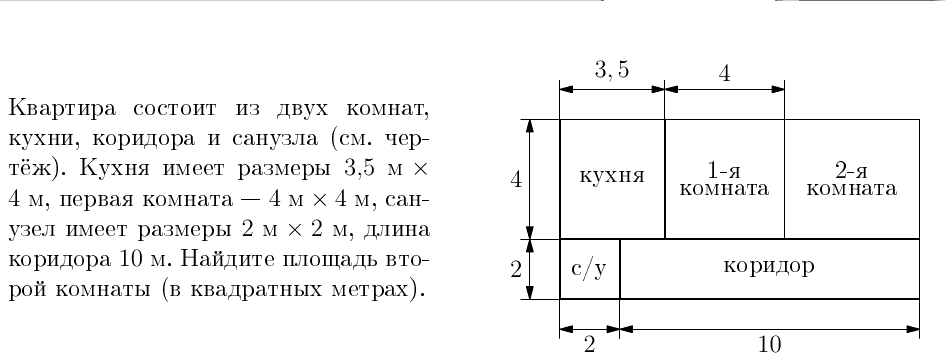 Квартира состоит из двух комнат,
кухни, коридора и санузла (см. чер-
тёж). Кухня имеет размеры 3,5 м ×
4 м, первая комната — 4 м × 4 м, сан-
узел имеет размеры 2 м × 2 м, длина
коридора 10 м. Найдите площадь вто-
рой комнаты (в квадратных метрах).
3,5
4
4
кухня
1-я
комната
2-я
комната
2
с/у
коридор
2
10